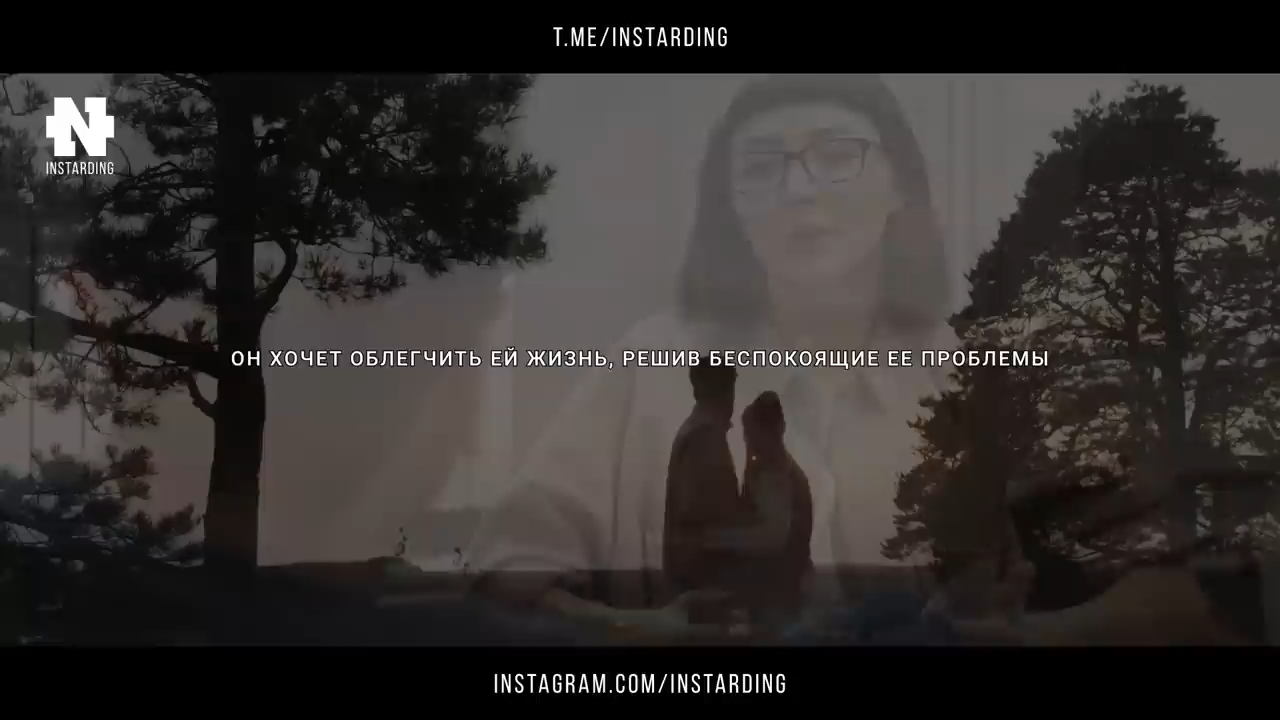 T.ME/INSTARDING
N
INSTARDING
ОН ХОЧЕТ ОБЛЕГЧИТЬ ЕЙ ЖИЗНЬ, РЕШИВ БЕСПОКОЯЩИЕ ЕЕ ПРОБЛЕМЫ
INSTAGRAM.COM/INSTARDING